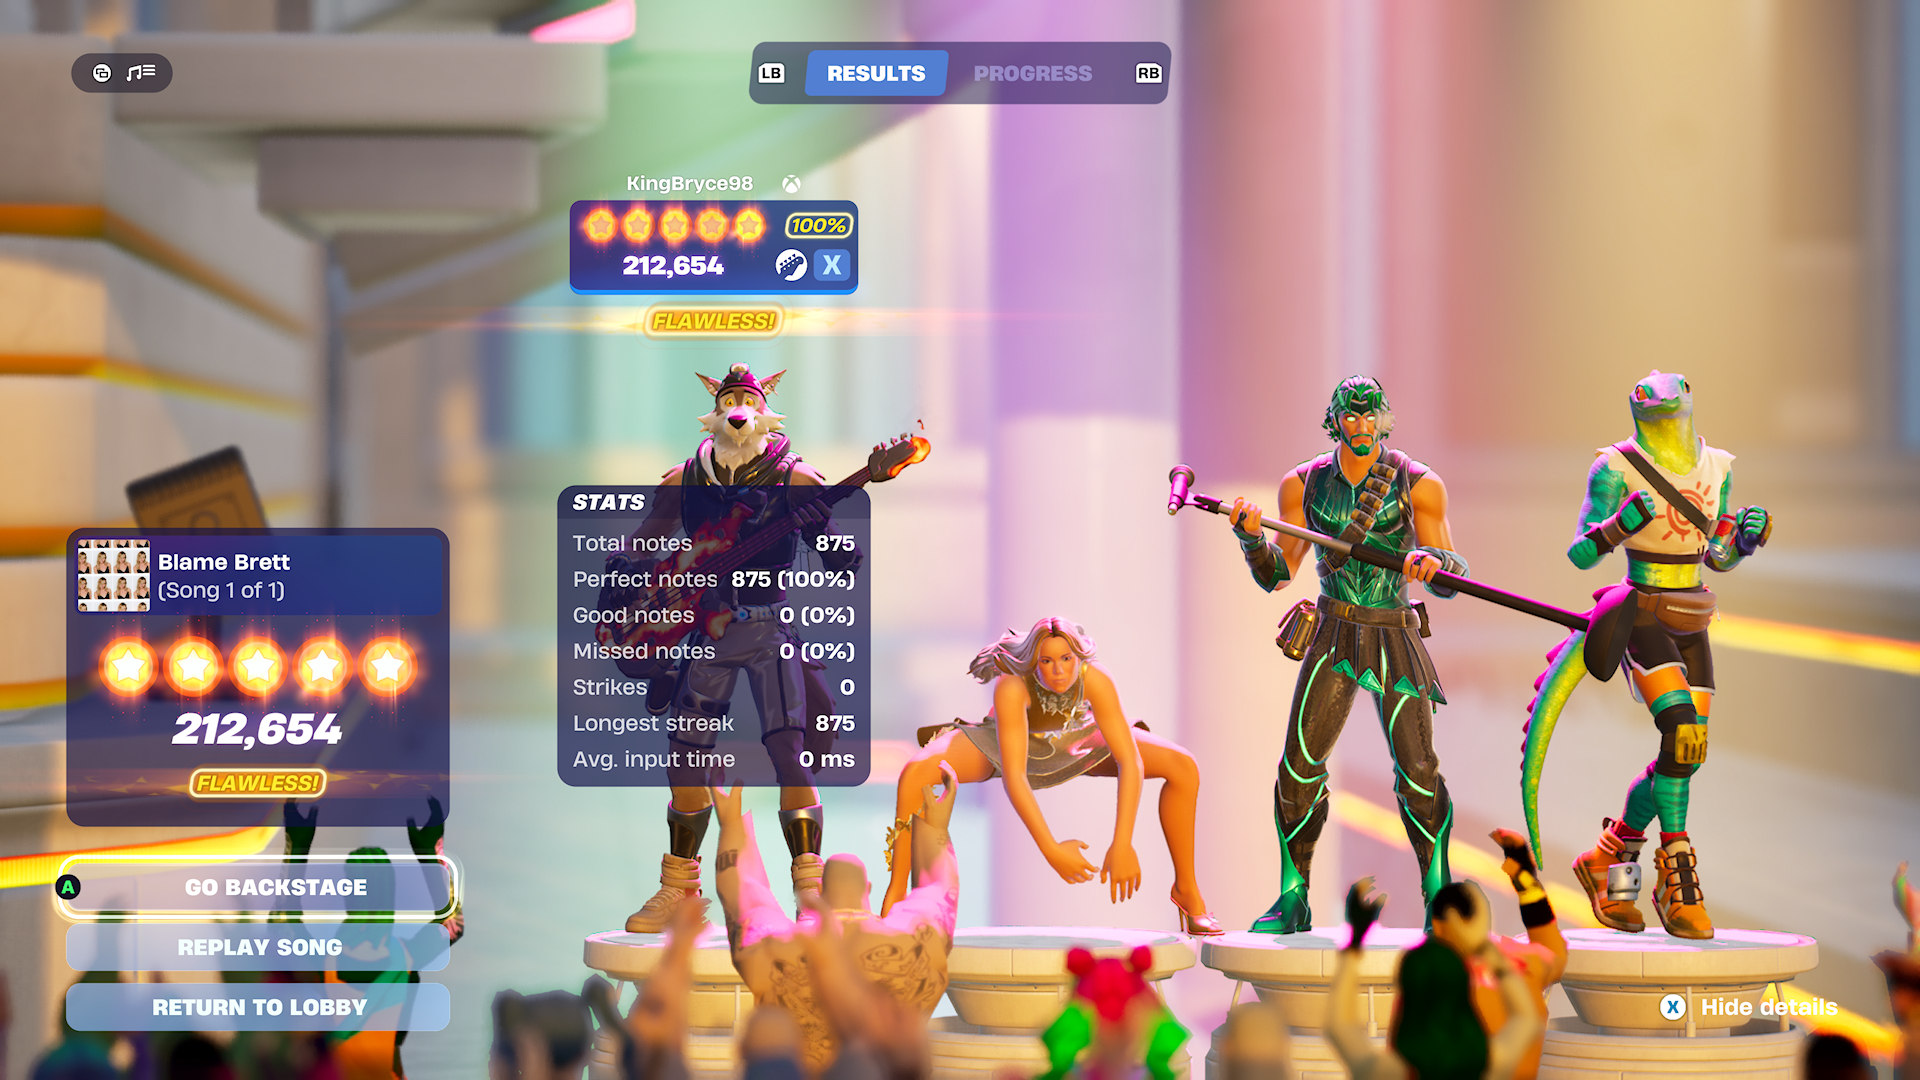 LB
RESULTS
PROGRESS
RB
KingBryce98
100%
212,654
X
FLAWLESS!
STATS
Total notes 875
Perfect notes 875 (100%)
Good notes 0 (0%)
Missed notes 0 (0%)
Strikes 0
Longest streak 875
Avg. input time 0 ms
Blame Brett
(Song 1 of 1)
212,654
FLAWLESS!
A GO BACKSTAGE
REPLAY SONG
RETURN TO LOBBY
X Hide details